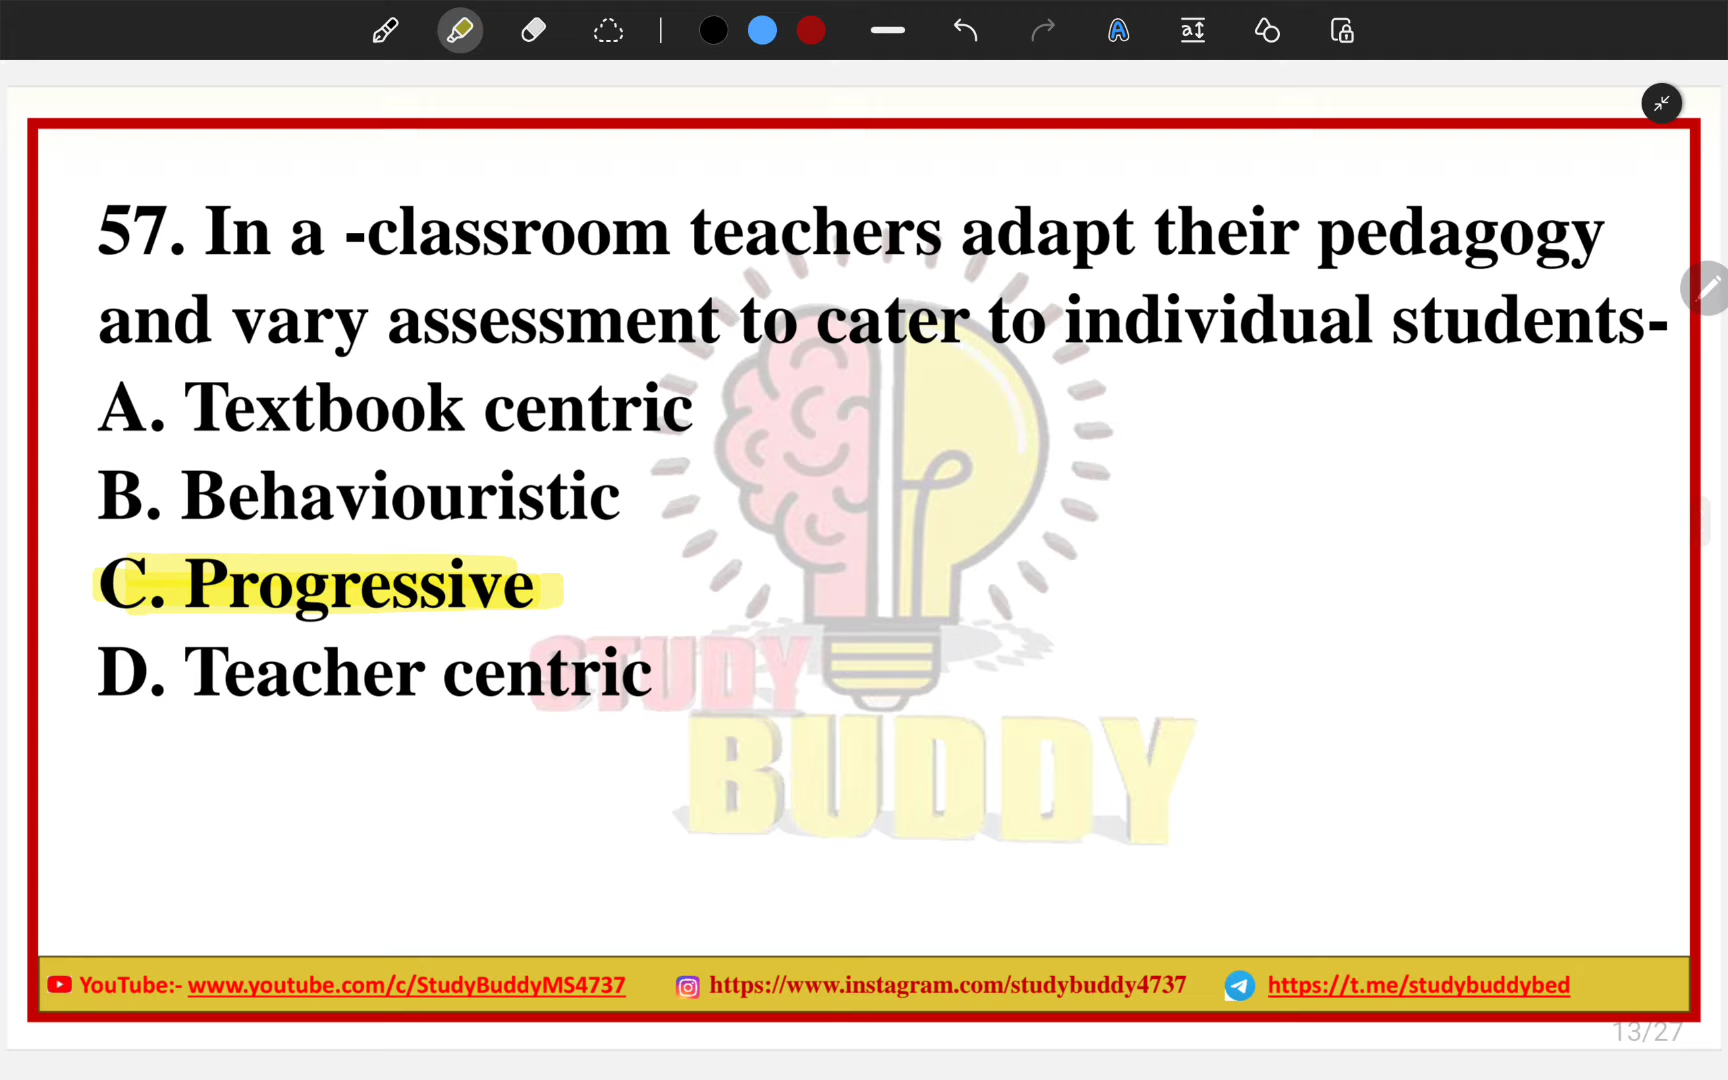 57. In a -classroom teachers adapt their pedagogy
and vary assessment to cater to individual students-
A. Textbook centric
B. Behaviouristic
C. Progressive
D. Teacher centric
STUDY
BUDDY
YouTube:- www.youtube.com/c/StudyBuddyMS4737 https://www.instagram.com/studybuddy4737 https://t.me/studybuddybed
13/27